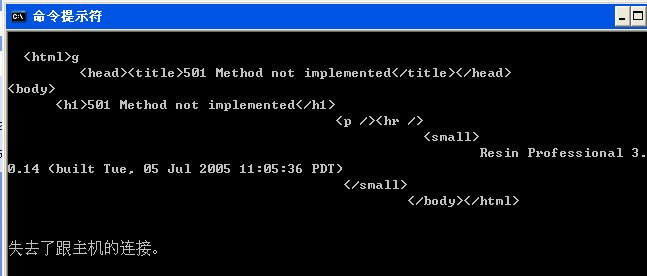 命令提示符
<html>g
<head><title>501 Method not implemented</title></head>
<body>
<h1>501 Method not implemented</h1>
<p /><hr />
<small>
Resin Professional 3.
0.14 (built Tue, 05 Jul 2005 11:05:36 PDT)
</small>
</body></html>
失去了跟主机的连接。